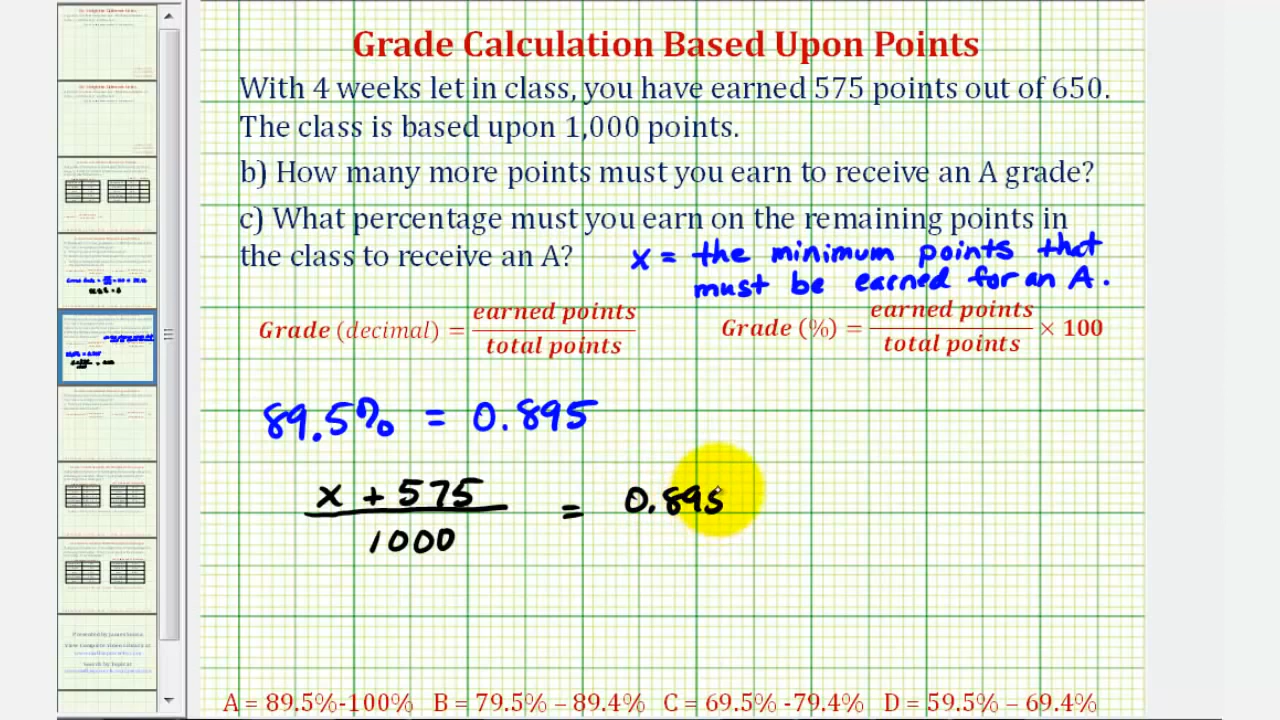 Grade Calculation Based Upon Points
With 4 weeks let in class, you have earned 575 points out of 650.
The class is based upon 1,000 points.
b) How many more points must you earn to receive an A grade?
c) What percentage must you earn on the remaining points in
the class to receive an A?
x = the minimum points that
must be earned for an A.
Grade (decimal) = earned points / total points
Grade (%) = earned points / total points × 100
89.5% = 0.895
x + 575 / 1000 = 0.895
A = 89.5%-100% B = 79.5% – 89.4% C = 69.5% -79.4% D = 59.5% – 69.4%